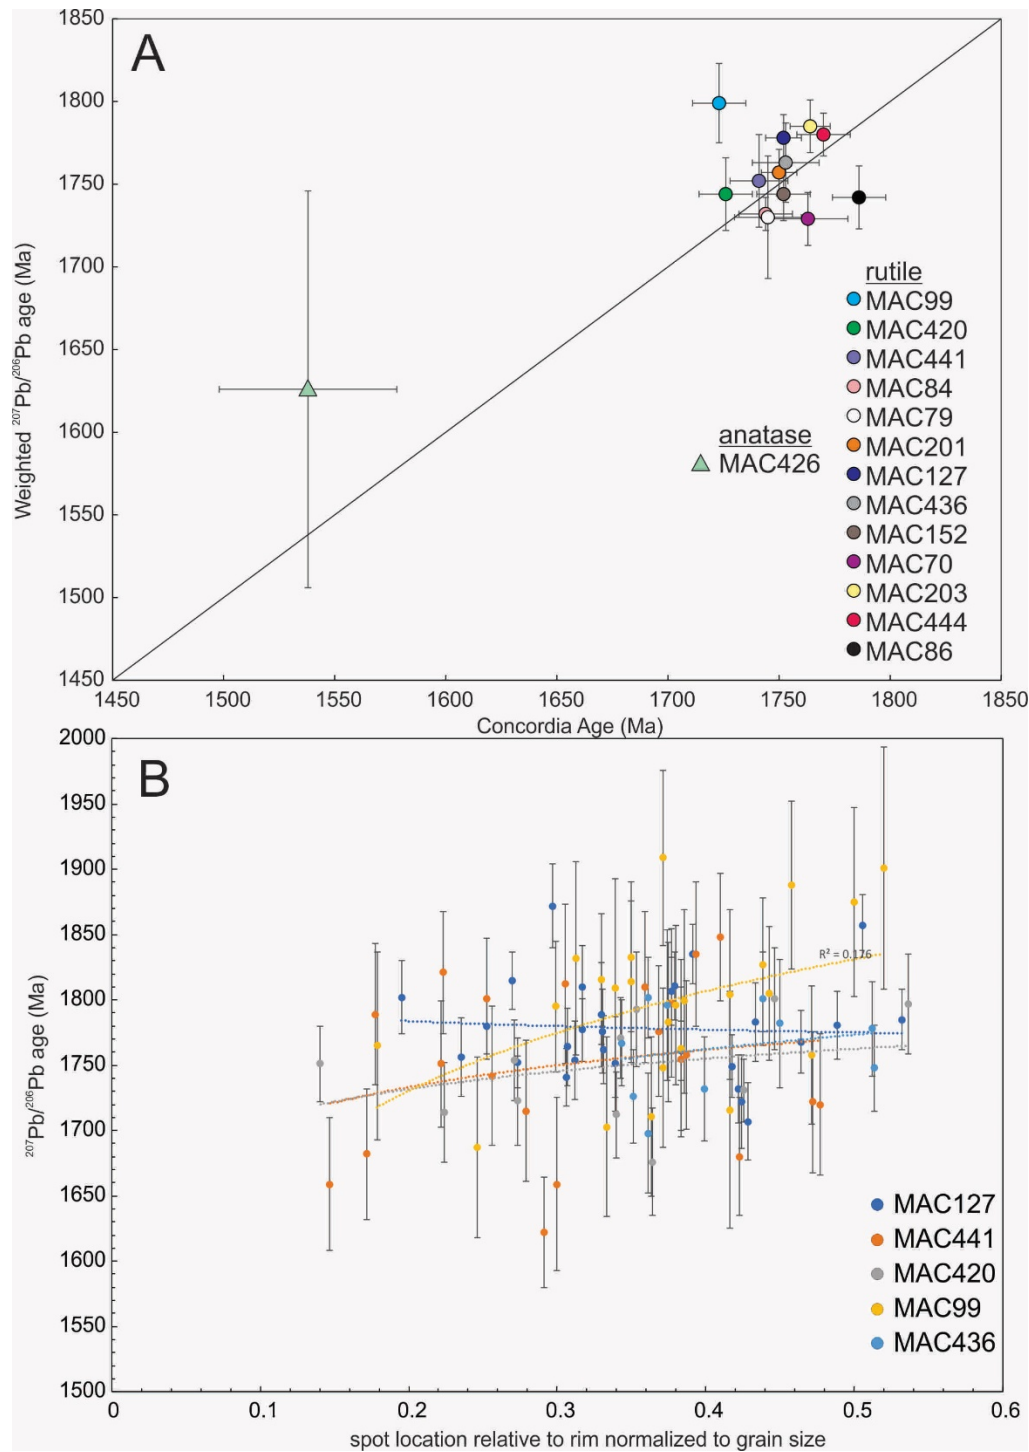 A
1850
1800
1750
1700
1650
1600
1550
1500
1450
Weighted ²⁰⁷Pb/²⁰⁶Pb age (Ma)
rutile
MAC99
MAC420
MAC441
MAC84
MAC79
MAC201
MAC127
MAC436
MAC152
MAC70
MAC203
MAC444
MAC86
anatase
MAC426
1450
1500
1550
1600
1650
1700
1750
1800
1850
Concordia Age (Ma)
B
2000
1950
1900
1850
1800
1750
1700
1650
1600
1550
1500
²⁰⁷Pb/²⁰⁶Pb age (Ma)
R² = 0.176
MAC127
MAC441
MAC420
MAC99
MAC436
0
0.1
0.2
0.3
0.4
0.5
0.6
spot location relative to rim normalized to grain size